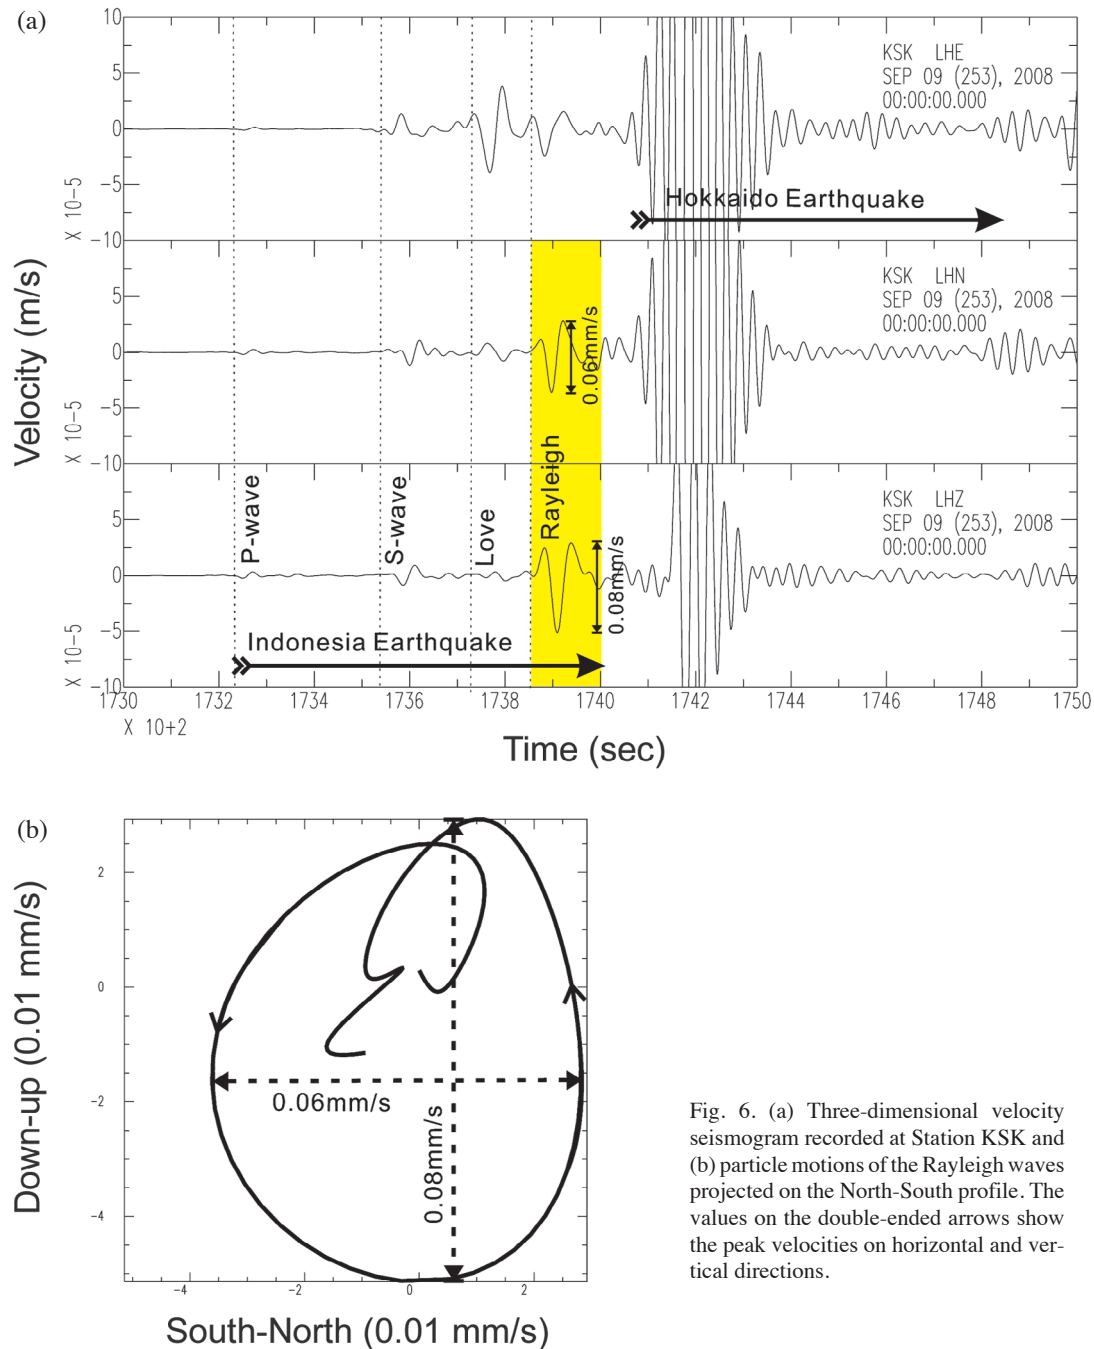 (a)
10
5
0
-5
-10
X 10-5
KSK LHE
SEP 09 (253), 2008
00:00:00.000
Hokkaido Earthquake
10
5
0
-5
-10
X 10-5
KSK LHN
SEP 09 (253), 2008
00:00:00.000
0.06mm/s
Velocity (m/s)
5
0
-5
-10
X 10-5
P-wave
S-wave
Love
Rayleigh
0.08mm/s
KSK LHZ
SEP 09 (253), 2008
00:00:00.000
Indonesia Earthquake
1730 1732 1734 1736 1738 1740 1742 1744 1746 1748 1750
X 10+2
Time (sec)
(b)
2
0
-2
-4
Down-up (0.01 mm/s)
0.06mm/s
0.08mm/s
-4 -2 0 2
South-North (0.01 mm/s)
Fig. 6. (a) Three-dimensional velocity
seismogram recorded at Station KSK and
(b) particle motions of the Rayleigh waves
projected on the North-South profile. The
values on the double-ended arrows show
the peak velocities on horizontal and ver-
tical directions.